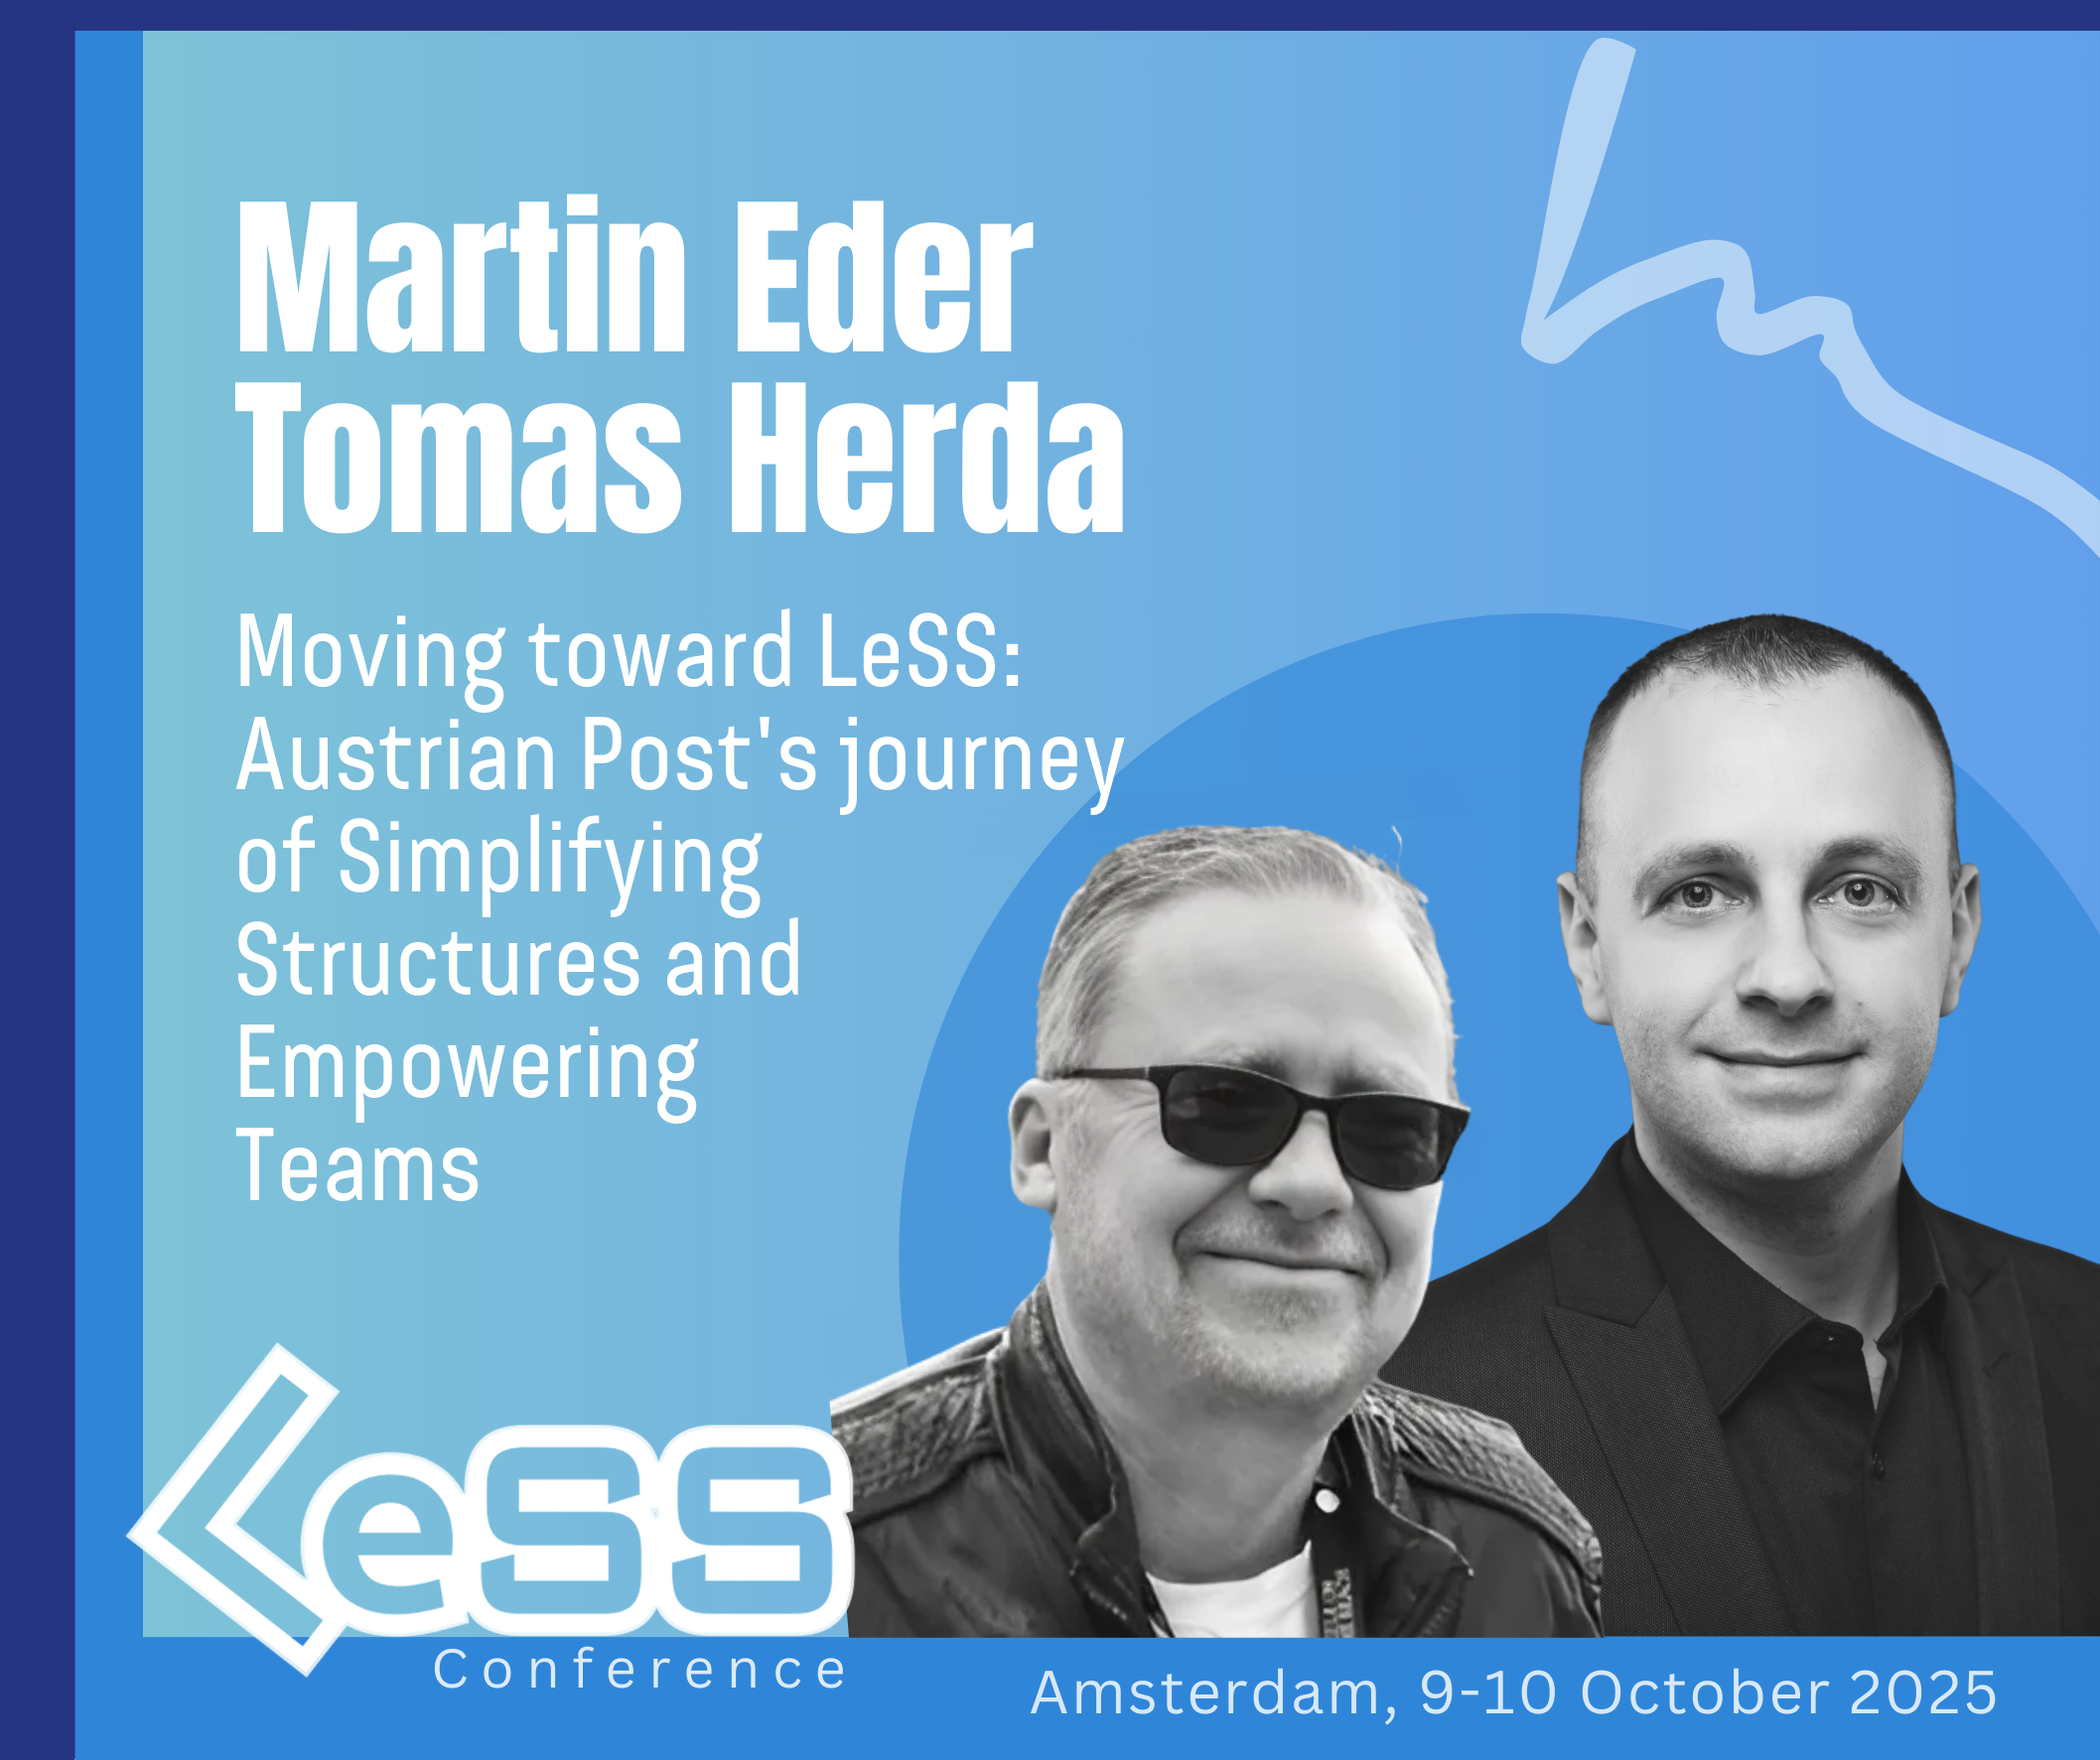 Martin Eder
Tomas Herda
Moving toward LeSS:
Austrian Post's journey
of Simplifying
Structures and
Empowering
Teams
LeSS
Conference
Amsterdam, 9-10 October 2025